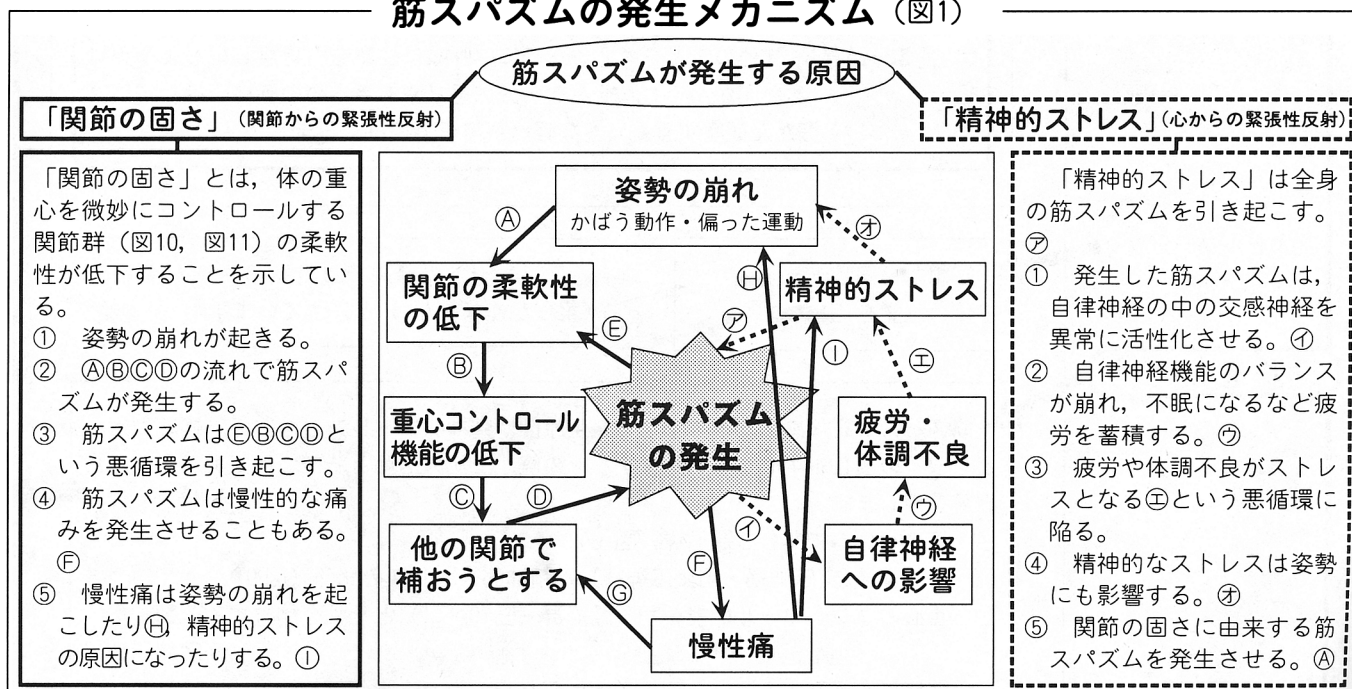 筋スパズムの発生メカニズム（図1）
筋スパズムが発生する原因
「関節の固さ」（関節からの緊張性反射）
「精神的ストレス」（心からの緊張性反射）
「関節の固さ」とは，体の重
心を微妙にコントロールする
関節群（図10，図11）の柔軟
性が低下することを示してい
る。
① 姿勢の崩れが起きる。
② ⒶⒷⒸⒹの流れで筋スパ
ズムが発生する。
③ 筋スパズムはⒺⒷⒸⒹと
いう悪循環を引き起こす。
④ 筋スパズムは慢性的な痛
みを発生させることもある。
Ⓕ
⑤ 慢性痛は姿勢の崩れを起
こしたりⒽ，精神的ストレス
の原因になったりする。Ⓘ
姿勢の崩れ
かばう動作・偏った運動
Ⓐ
㋔
関節の柔軟性
の低下
Ⓗ
精神的ストレス
Ⓔ
㋐
Ⓘ
Ⓑ
㋓
重心コントロール
機能の低下
筋スパズム
の発生
疲労・
体調不良
Ⓒ
Ⓓ
㋑
㋒
他の関節で
補おうとする
Ⓕ
自律神経
への影響
Ⓖ
慢性痛
「精神的ストレス」は全身
の筋スパズムを引き起こす。
㋐
① 発生した筋スパズムは，
自律神経の中の交感神経を
異常に活性化させる。㋑
② 自律神経機能のバランス
が崩れ，不眠になるなど疲
労を蓄積する。㋒
③ 疲労や体調不良がストレ
スとなる㋓という悪循環に
陥る。
④ 精神的なストレスは姿勢
にも影響する。㋔
⑤ 関節の固さに由来する筋
スパズムを発生させる。Ⓐ